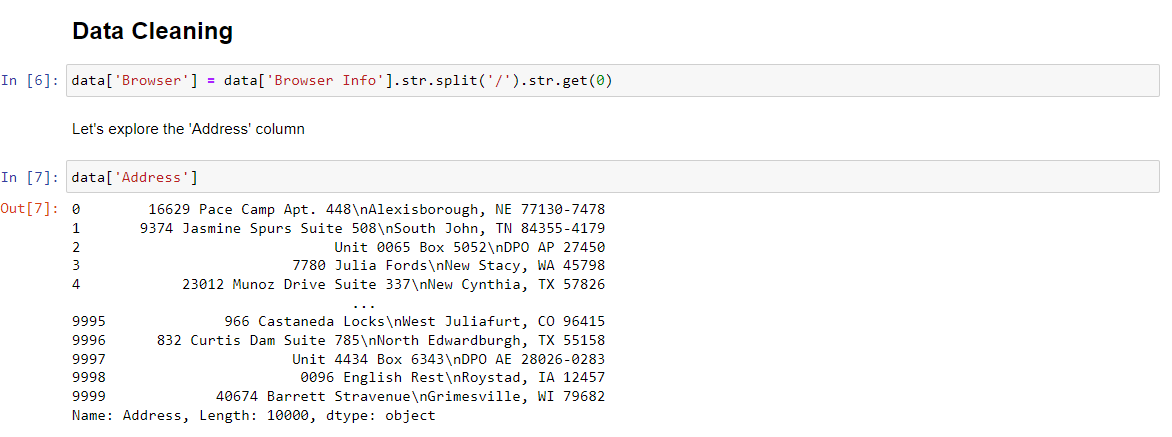 Data Cleaning
In [6]: data['Browser'] = data['Browser Info'].str.split('/').str.get(0)
Let's explore the 'Address' column
In [7]: data['Address']
Out[7]: 0        16629 Pace Camp Apt. 448\nAlexisborough, NE 77130-7478
1       9374 Jasmine Spurs Suite 508\nSouth John, TN 84355-4179
2                              Unit 0065 Box 5052\nDPO AP 27450
3                         7780 Julia Fords\nNew Stacy, WA 45798
4            23012 Munoz Drive Suite 337\nNew Cynthia, TX 57826
...
9995              966 Castaneda Locks\nWest Juliafurt, CO 96415
9996      832 Curtis Dam Suite 785\nNorth Edwardburgh, TX 55158
9997                      Unit 4434 Box 6343\nDPO AE 28026-0283
9998                       0096 English Rest\nRoystad, IA 12457
9999             40674 Barrett Stravenue\nGrimesville, WI 79682
Name: Address, Length: 10000, dtype: object